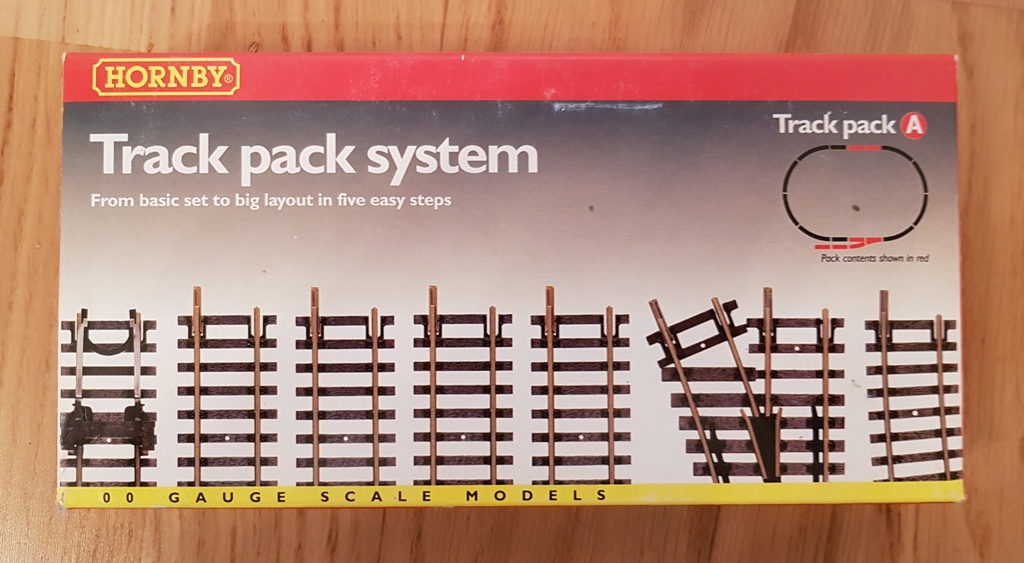 HORNBY®
Track pack system
From basic set to big layout in five easy steps
Track pack A
Pack contents shown in red
00 GAUGE SCALE MODELS